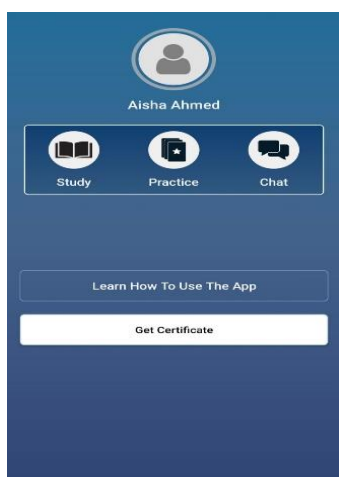 Aisha Ahmed
Study Practice Chat
Learn How To Use The App
Get Certificate